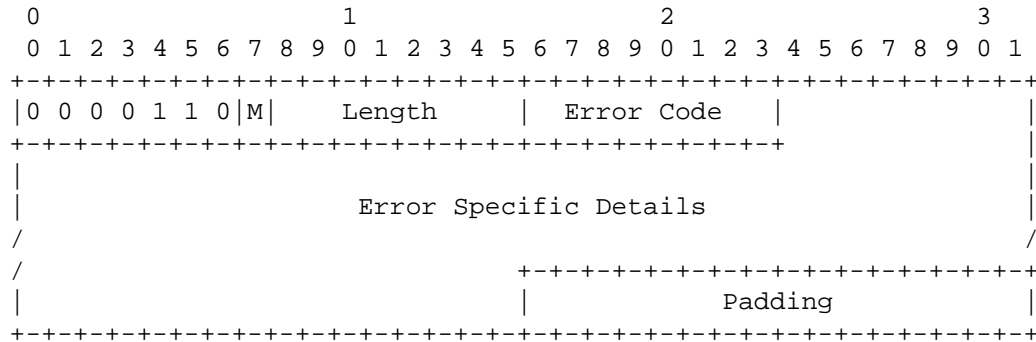 0                   1                   2                   3
 0 1 2 3 4 5 6 7 8 9 0 1 2 3 4 5 6 7 8 9 0 1 2 3 4 5 6 7 8 9 0 1
+-+-+-+-+-+-+-+-+-+-+-+-+-+-+-+-+-+-+-+-+-+-+-+-+-+-+-+-+-+-+-+-+
|0 0 0 0 1 1 0|M|    Length     |  Error Code   |               |
+-+-+-+-+-+-+-+-+-+-+-+-+-+-+-+-+-+-+-+-+-+-+-+-+               |
|                                                               |
|                     Error Specific Details                    |
/                                                               /
/                               +-+-+-+-+-+-+-+-+-+-+-+-+-+-+-+-+
|                               |            Padding            |
+-+-+-+-+-+-+-+-+-+-+-+-+-+-+-+-+-+-+-+-+-+-+-+-+-+-+-+-+-+-+-+-+